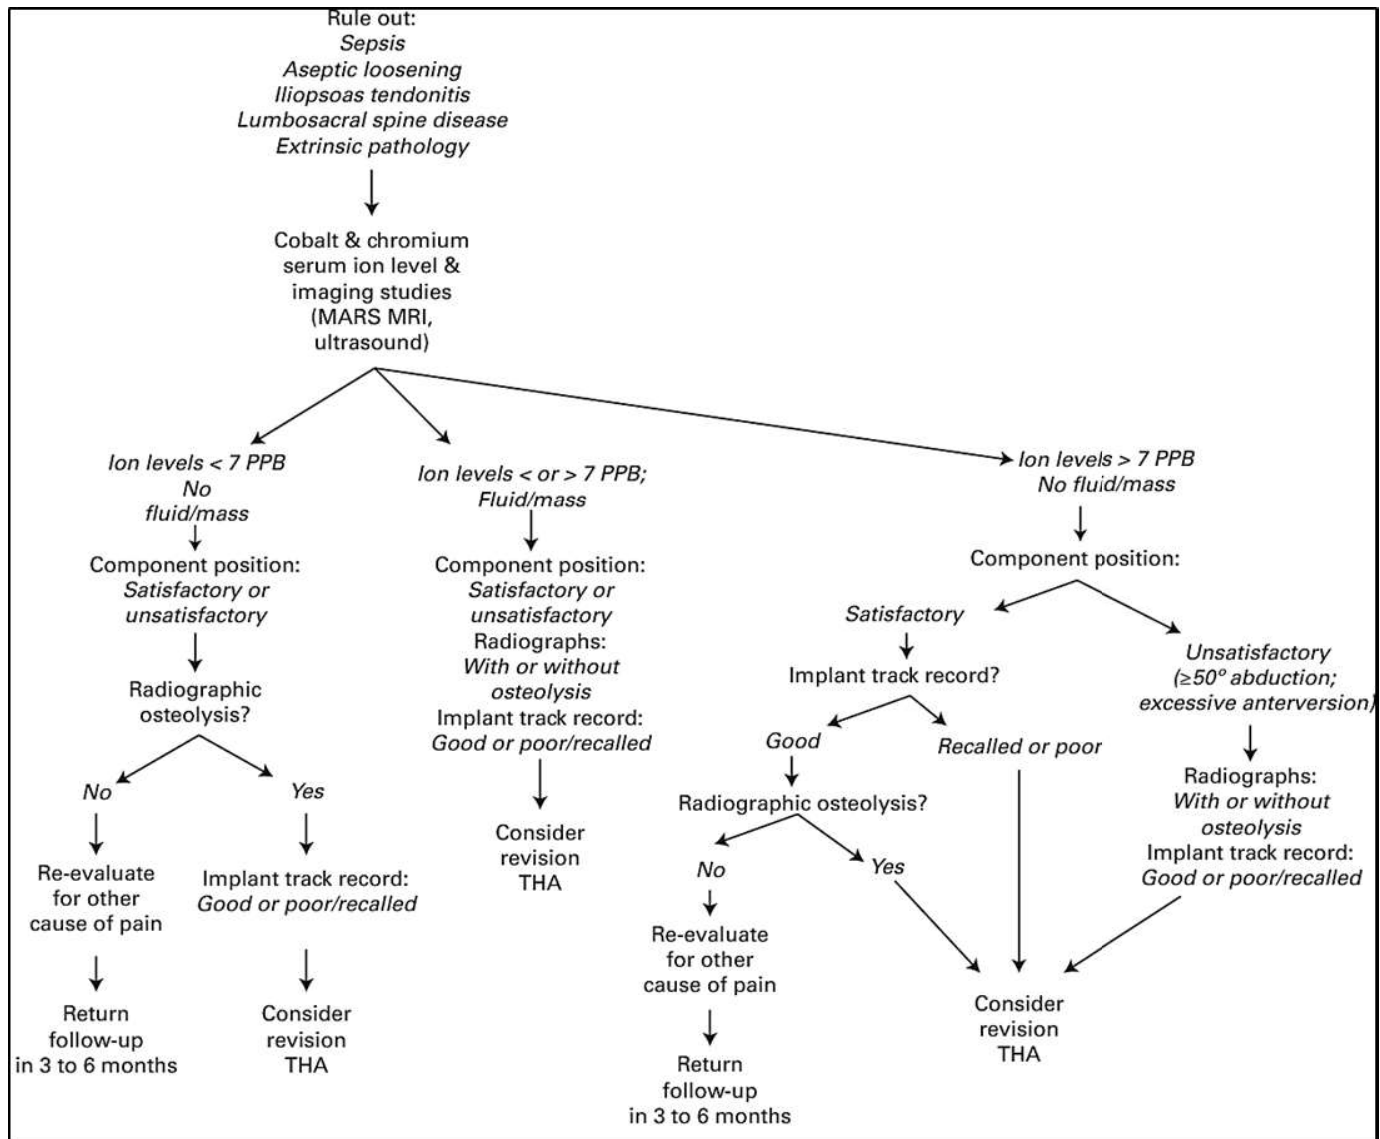 Rule out:
Sepsis
Aseptic loosening
Iliopsoas tendonitis
Lumbosacral spine disease
Extrinsic pathology
Cobalt & chromium
serum ion level &
imaging studies
(MARS MRI,
ultrasound)
Ion levels < 7 PPB
No
fluid/mass
Component position:
Satisfactory or
unsatisfactory
Radiographic
osteolysis?
No
Re-evaluate
for other
cause of pain
Return
follow-up
in 3 to 6 months
Yes
Implant track record:
Good or poor/recalled
Consider
revision
THA
Ion levels < or > 7 PPB;
Fluid/mass
Component position:
Satisfactory or
unsatisfactory
Radiographs:
With or without
osteolysis
Implant track record:
Good or poor/recalled
Consider
revision
THA
Ion levels > 7 PPB
No fluid/mass
Component position:
Satisfactory
Implant track record?
Good
Radiographic osteolysis?
No
Re-evaluate
for other
cause of pain
Return
follow-up
in 3 to 6 months
Yes
Recalled or poor
Unsatisfactory
(≥50º abduction;
excessive anterversion)
Radiographs:
With or without
osteolysis
Implant track record:
Good or poor/recalled
Consider
revision
THA